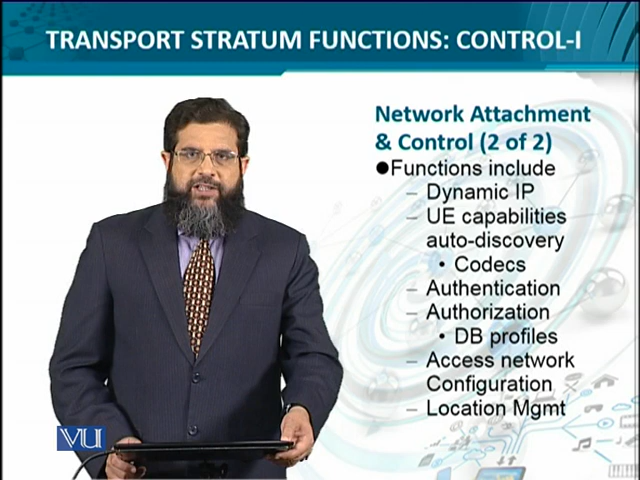 TRANSPORT STRATUM FUNCTIONS: CONTROL-I
Network Attachment
& Control (2 of 2)
●Functions include
– Dynamic IP
– UE capabilities
auto-discovery
• Codecs
– Authentication
– Authorization
• DB profiles
– Access network
Configuration
– Location Mgmt
VU